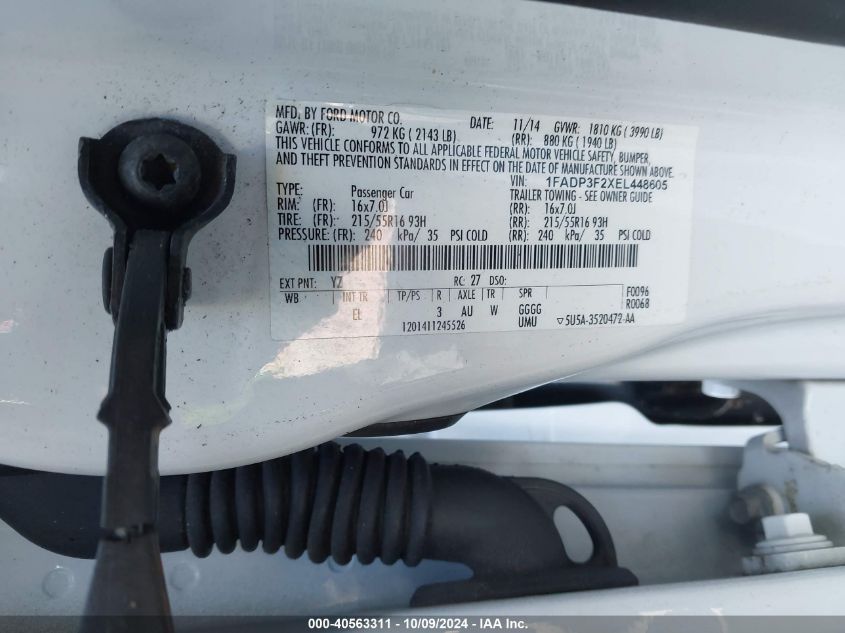 MFD. BY FORD MOTOR CO.
DATE: 11/14 GVWR: 1810 KG ( 3990 LB)
GAWR: (FR): 972 KG ( 2143 LB) (RR): 880 KG ( 1940 LB)
THIS VEHICLE CONFORMS TO ALL APPLICABLE FEDERAL MOTOR VEHICLE SAFETY, BUMPER,
AND THEFT PREVENTION STANDARDS IN EFFECT ON THE DATE OF MANUFACTURE SHOWN ABOVE.
VIN: 1FADP3F2XEL448605
TYPE: Passenger Car TRAILER TOWING - SEE OWNER GUIDE
RIM: (FR): 16x7.0J (RR): 16x7.0J
TIRE: (FR): 215/55R16 93H (RR): 215/55R16 93H
PRESSURE: (FR): 240 kPa/ 35 PSI COLD (RR): 240 kPa/ 35 PSI COLD
EXT PNT: YZ RC: 27 DSO:
WB INT TR TP/PS R AXLE TR SPR F0096
R0068
EL 3 AU W GGGG
1201411245526 UMU ▽5U5A-3520472-AA
000-40563311 - 10/09/2024 - IAA Inc.